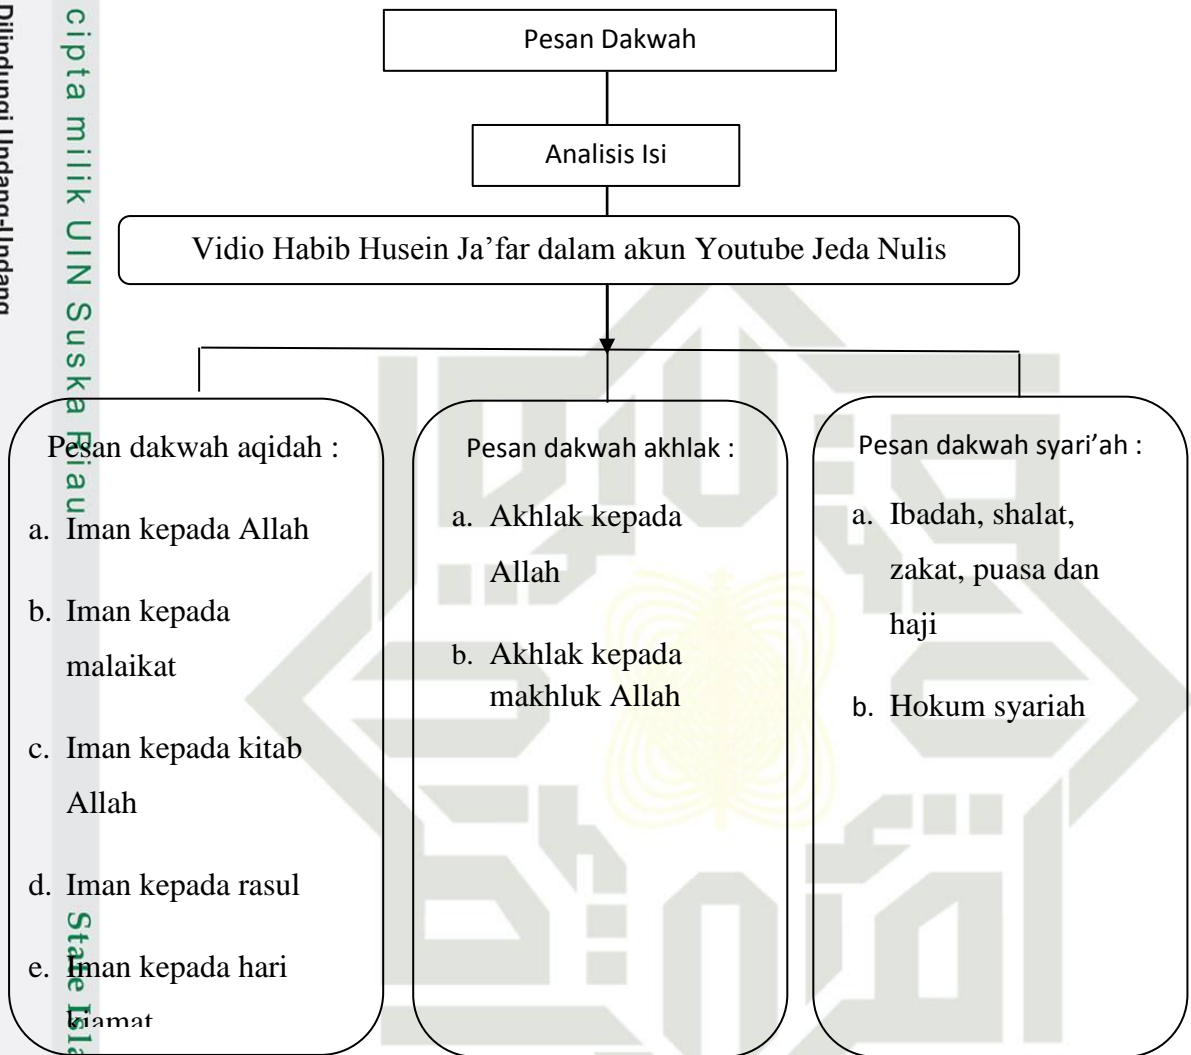 Pesan Dakwah
Analisis Isi
Vidio Habib Husein Ja’far dalam akun Youtube Jeda Nulis
Pesan dakwah aqidah :
a. Iman kepada Allah
b. Iman kepada
malaikat
c. Iman kepada kitab
Allah
d. Iman kepada rasul
e. Iman kepada hari
kiamat
Pesan dakwah akhlak :
a. Akhlak kepada
Allah
b. Akhlak kepada
makhluk Allah
Pesan dakwah syari’ah :
a. Ibadah, shalat,
zakat, puasa dan
haji
b. Hokum syariah
cipta milik UIN Suska Riau
State Isla
Dilindungi Undang-Undang